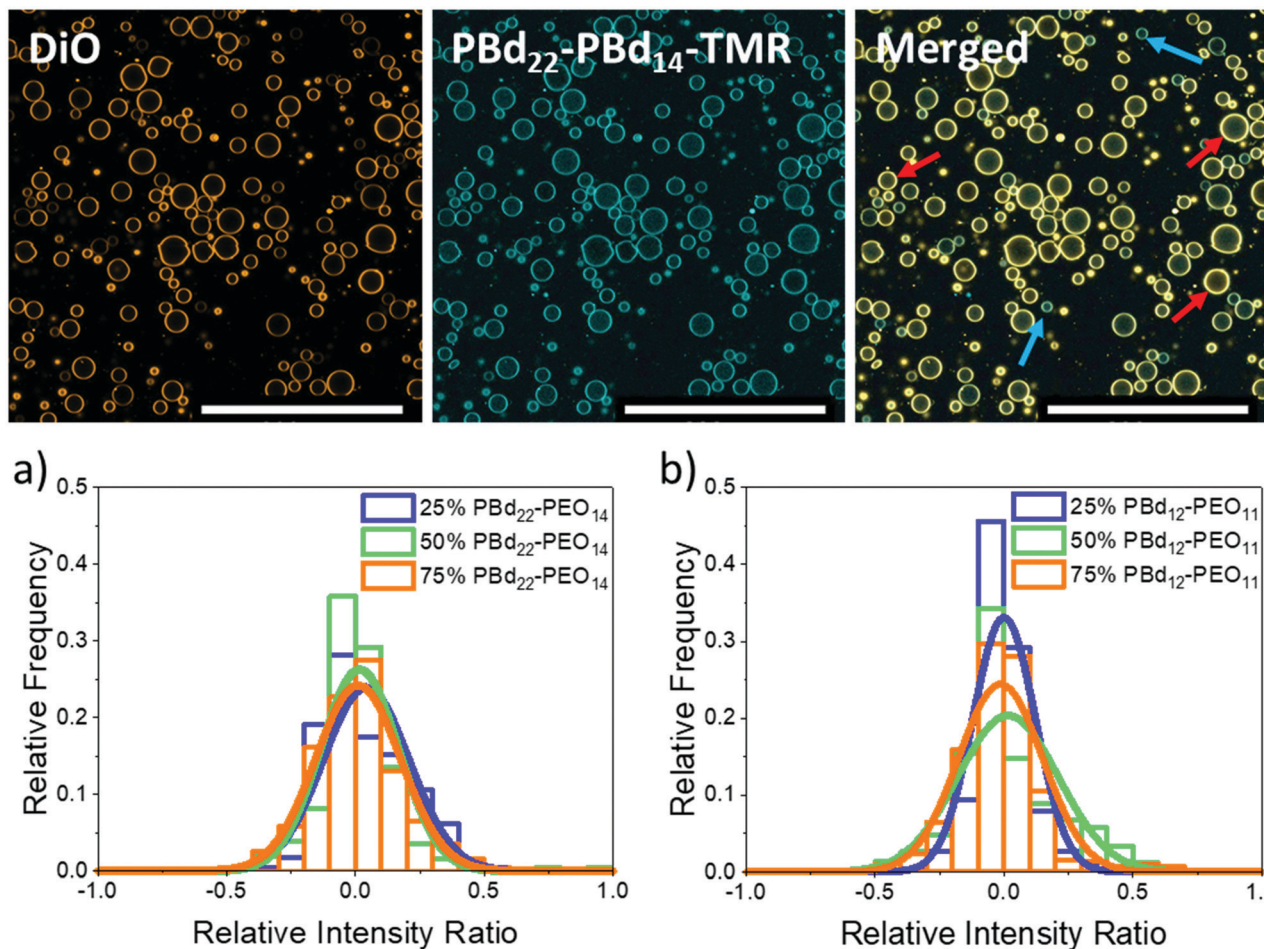 DiO
PBd₂₂-PBd₁₄-TMR
Merged
a)
b)
25% PBd₂₂-PEO₁₄
50% PBd₂₂-PEO₁₄
75% PBd₂₂-PEO₁₄
0.5
0.4
0.3
0.2
0.1
0.0
Relative Frequency
-1.0 -0.5 0.0 0.5 1.0
Relative Intensity Ratio
25% PBd₁₂-PEO₁₁
50% PBd₁₂-PEO₁₁
75% PBd₁₂-PEO₁₁
0.5
0.4
0.3
0.2
0.1
0.0
Relative Frequency
-1.0 -0.5 0.0 0.5 1.
Relative Intensity Ratio